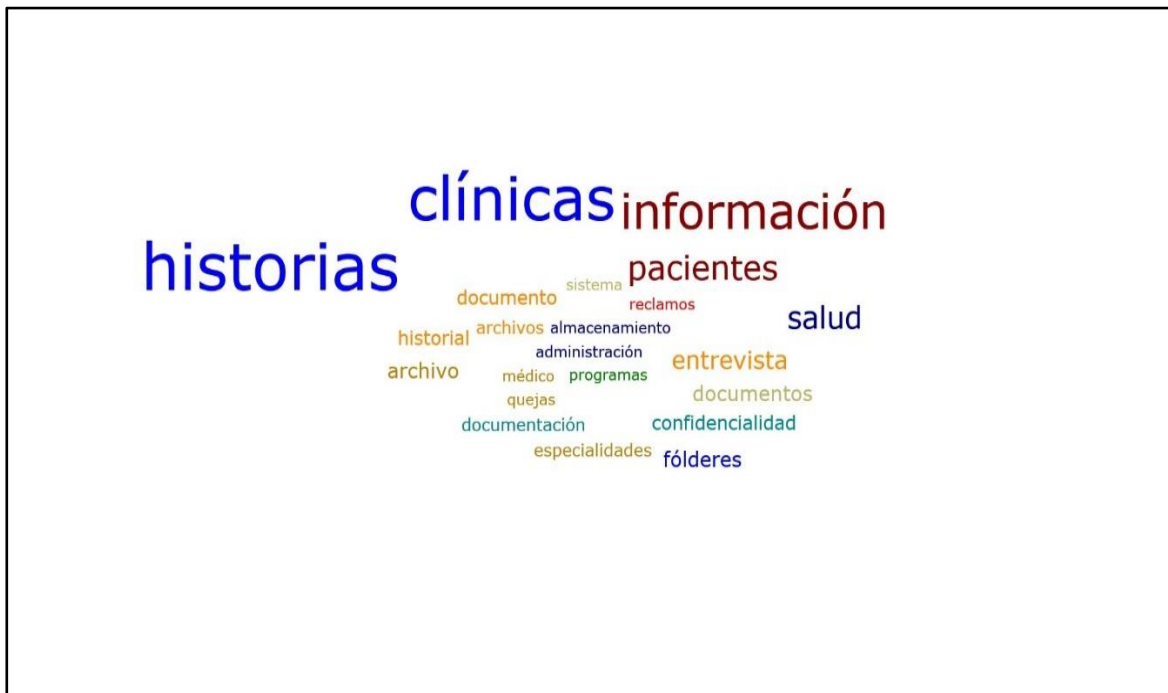 clínicas información
historias
pacientes
sistema
documento
reclamos
salud
archivos almacenamiento
historial
administración
entrevista
archivo
médico programas
documentos
quejas
documentación
confidencialidad
especialidades
fólderes